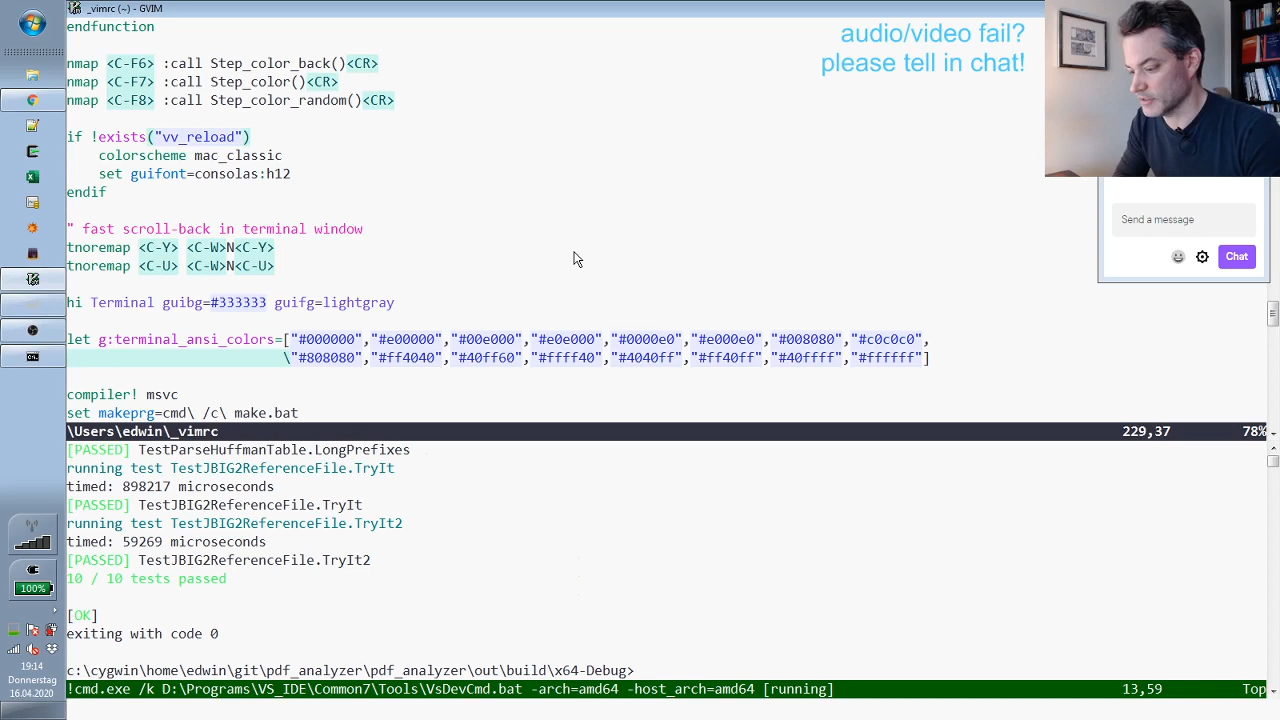 _vimrc (~) - GVIM
audio/video fail?
please tell in chat!
endfunction
nmap <C-F6> :call Step_color_back()<CR>
nmap <C-F7> :call Step_color()<CR>
nmap <C-F8> :call Step_color_random()<CR>
if !exists("vv_reload")
    colorscheme mac_classic
    set guifont=consolas:h12
endif
" fast scroll-back in terminal window
tnoremap <C-Y> <C-W>N<C-Y>
tnoremap <C-U> <C-W>N<C-U>
hi Terminal guibg=#333333 guifg=lightgray
let g:terminal_ansi_colors=["#000000","#e00000","#00e000","#e0e000","#0000e0","#e000e0","#008080","#c0c0c0",
\"#808080","#ff4040","#40ff60","#ffff40","#4040ff","#ff40ff","#40ffff","#ffffff"]
compiler! msvc
set makeprg=cmd\ /c\ make.bat
\Users\edwin\_vimrc 229,37 78%
[PASSED] TestParseHuffmanTable.LongPrefixes
running test TestJBIG2ReferenceFile.TryIt
timed: 898217 microseconds
[PASSED] TestJBIG2ReferenceFile.TryIt
running test TestJBIG2ReferenceFile.TryIt2
timed: 59269 microseconds
[PASSED] TestJBIG2ReferenceFile.TryIt2
10 / 10 tests passed
[OK]
exiting with code 0
c:\cygwin\home\edwin\git\pdf_analyzer\pdf_analyzer\out\build\x64-Debug>
!cmd.exe /k D:\Programs\VS_IDE\Common7\Tools\VsDevCmd.bat -arch=amd64 -host_arch=amd64 [running] 13,59 Top
Send a message
Chat
100%
19:14
Donnerstag
16.04.2020